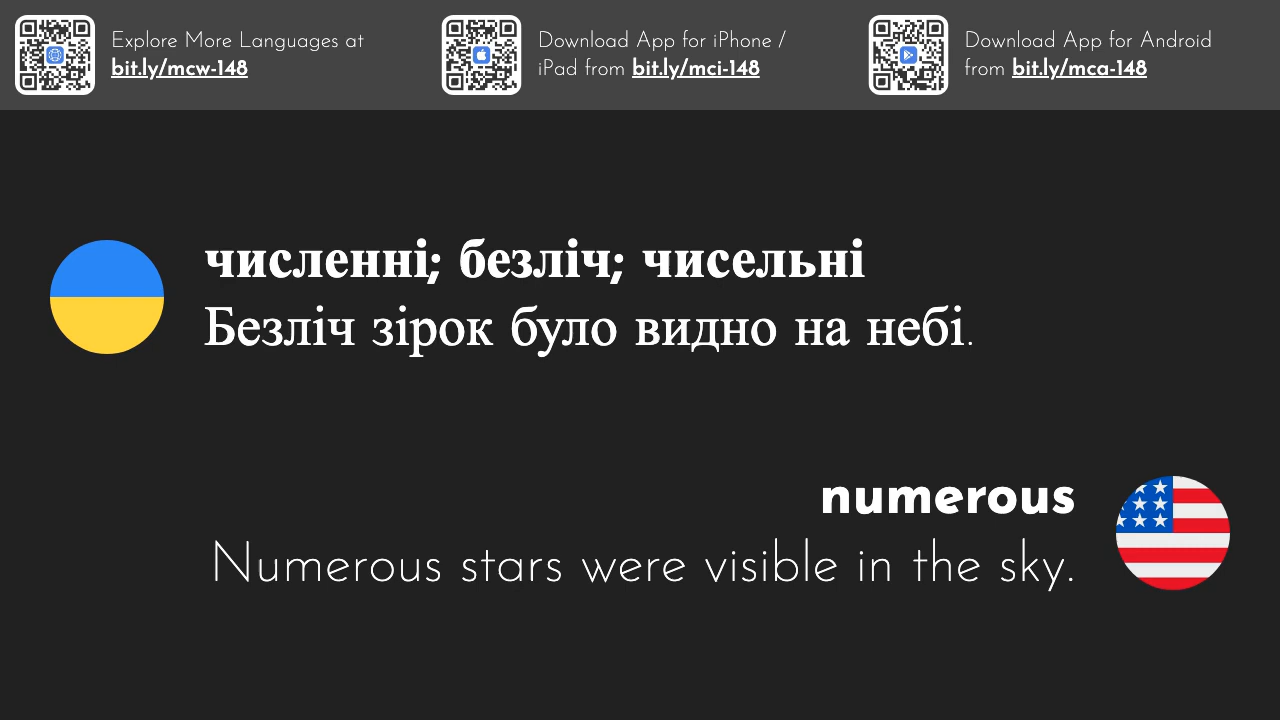 Explore More Languages at
bit.ly/mcw-148
Download App for iPhone /
iPad from bit.ly/mci-148
Download App for Android
from bit.ly/mca-148
численні; безліч; чисельні
Безліч зірок було видно на небі.
numerous
Numerous stars were visible in the sky.